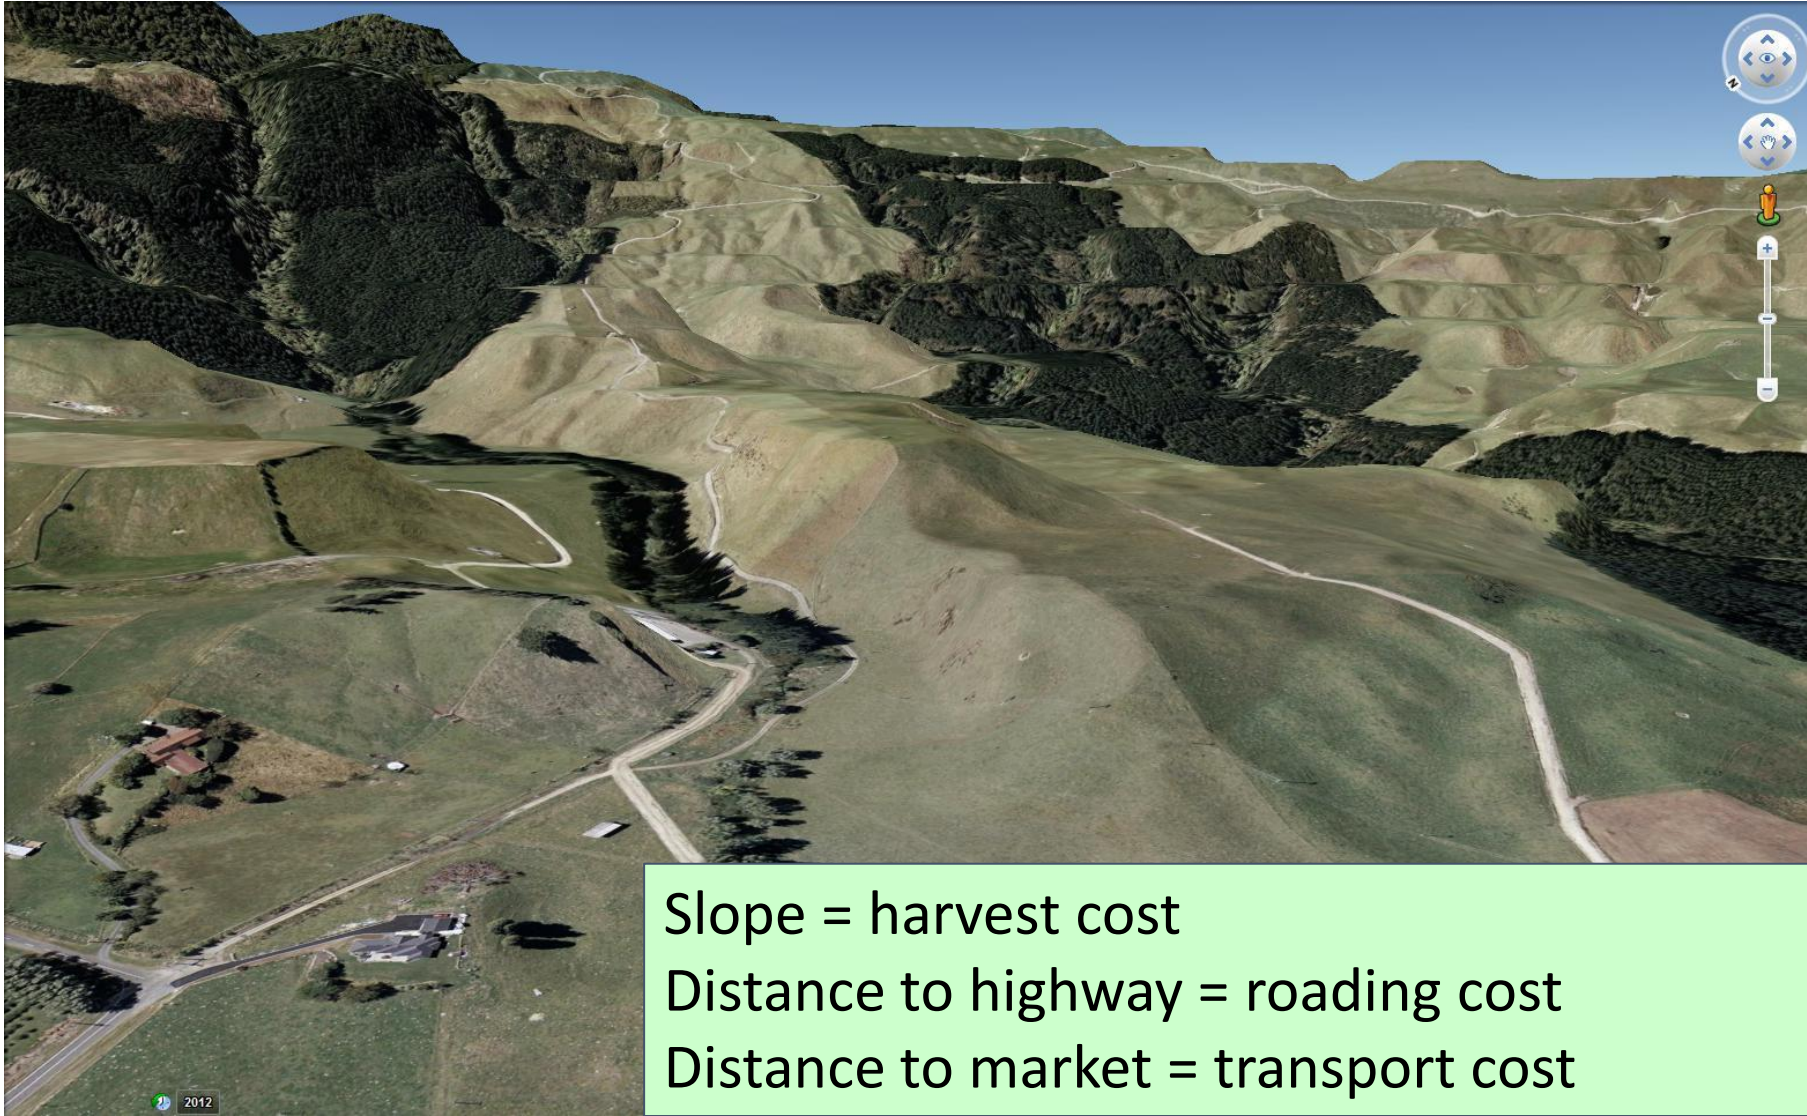 N
2012
Slope = harvest cost
Distance to highway = roading cost
Distance to market = transport cost